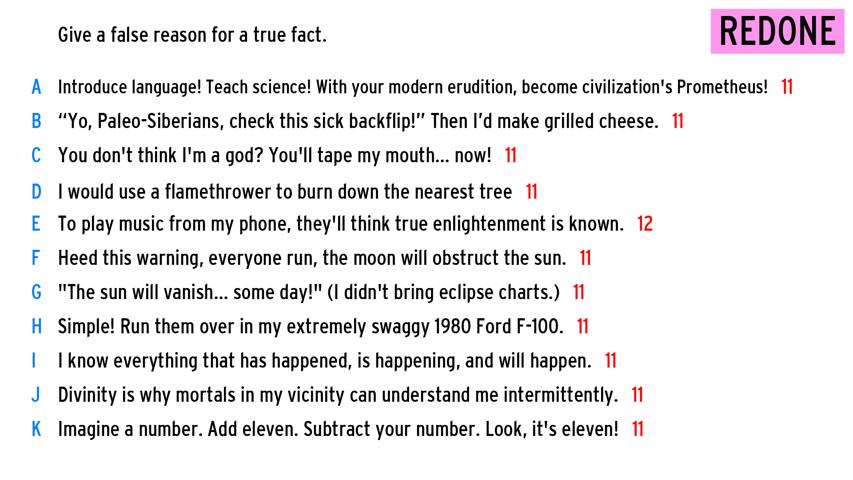 Give a false reason for a true fact.
REDONE
A Introduce language! Teach science! With your modern erudition, become civilization's Prometheus! 11
B “Yo, Paleo-Siberians, check this sick backflip!” Then I’d make grilled cheese. 11
C You don't think I'm a god? You'll tape my mouth... now! 11
D I would use a flamethrower to burn down the nearest tree 11
E To play music from my phone, they'll think true enlightenment is known. 12
F Heed this warning, everyone run, the moon will obstruct the sun. 11
G "The sun will vanish... some day!" (I didn't bring eclipse charts.) 11
H Simple! Run them over in my extremely swaggy 1980 Ford F-100. 11
I I know everything that has happened, is happening, and will happen. 11
J Divinity is why mortals in my vicinity can understand me intermittently. 11
K Imagine a number. Add eleven. Subtract your number. Look, it's eleven! 11